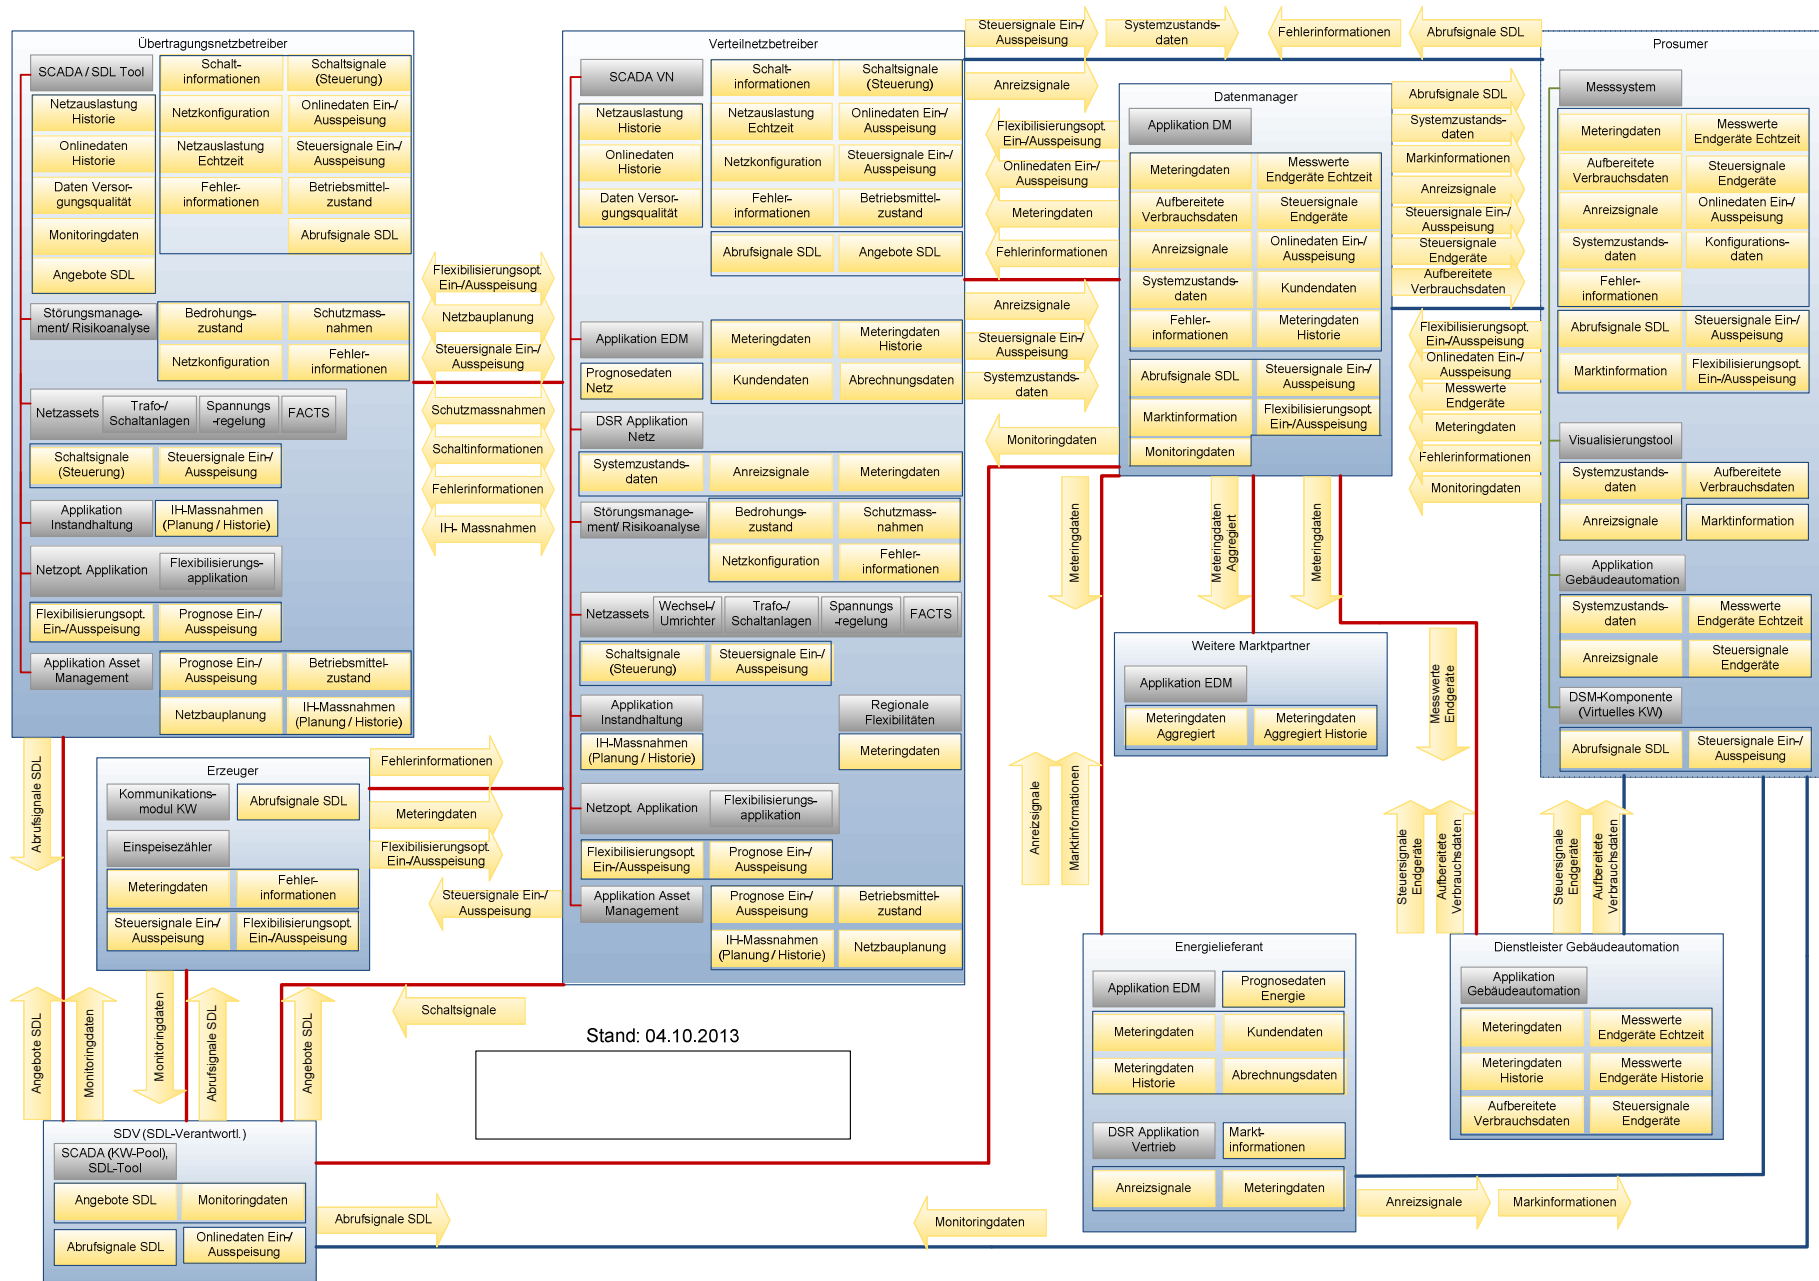 Übertragungsnetzbetreiber
SCADA / SDL Tool
Schalt-
informationen
Schaltsignale
(Steuerung)
Netzauslastung
Historie
Netzkonfiguration
Onlinedaten Ein-/
Ausspeisung
Onlinedaten
Historie
Netzauslastung
Echtzeit
Steuersignale Ein-/
Ausspeisung
Daten Versor-
gungsqualität
Fehler-
informationen
Betriebsmittel-
zustand
Monitoringdaten
Abrufsignale SDL
Angebote SDL
Störungsmanage-
ment/ Risikoanalyse
Bedrohungs-
zustand
Schutzmass-
nahmen
Netzkonfiguration
Fehler-
informationen
Netzassets
Trafo-/
Schaltanlagen
Spannungs
-regelung
FACTS
Schaltsignale
(Steuerung)
Steuersignale Ein-/
Ausspeisung
Applikation
Instandhaltung
IH-Massnahmen
(Planung / Historie)
Netzopt. Applikation
Flexibilisierungs-
applikation
Flexibilisierungsopt.
Ein-/Ausspeisung
Prognose Ein-/
Ausspeisung
Applikation Asset
Management
Prognose Ein-/
Ausspeisung
Betriebsmittel-
zustand
Netzbauplanung
IH-Massnahmen
(Planung / Historie)
Flexibilisierungsopt.
Ein-/Ausspeisung
Netzbauplanung
Steuersignale Ein-/
Ausspeisung
Schutzmassnahmen
Schaltinformationen
Fehlerinformationen
IH- Massnahmen
Verteilnetzbetreiber
SCADA VN
Schalt-
informationen
Schaltsignale
(Steuerung)
Netzauslastung
Historie
Netzauslastung
Echtzeit
Onlinedaten Ein-/
Ausspeisung
Onlinedaten
Historie
Netzkonfiguration
Steuersignale Ein-/
Ausspeisung
Daten Versor-
gungsqualität
Fehler-
informationen
Betriebsmittel-
zustand
Abrufsignale SDL
Angebote SDL
Applikation EDM
Meteringdaten
Meteringdaten
Historie
Prognosedaten
Netz
Kundendaten
Abrechnungsdaten
DSR Applikation
Netz
Systemzustands-
daten
Anreizsignale
Meteringdaten
Störungsmanage-
ment/ Risikoanalyse
Bedrohungs-
zustand
Schutzmass-
nahmen
Netzkonfiguration
Fehler-
informationen
Netzassets
Wechsel-/
Umrichter
Trafo-/
Schaltanlagen
Spannungs
-regelung
FACTS
Schaltsignale
(Steuerung)
Steuersignale Ein-/
Ausspeisung
Applikation
Instandhaltung
Regionale
Flexibilitäten
IH-Massnahmen
(Planung / Historie)
Meteringdaten
Netzopt. Applikation
Flexibilisierungs-
applikation
Flexibilisierungsopt.
Ein-/Ausspeisung
Prognose Ein-/
Ausspeisung
Applikation Asset
Management
Prognose Ein-/
Ausspeisung
Betriebsmittel-
zustand
IH-Massnahmen
(Planung / Historie)
Netzbauplanung
Steuersignale Ein-/
Ausspeisung
Systemzustands-
daten
Fehlerinformationen
Abrufsignale SDL
Anreizsignale
Flexibilisierungsopt.
Ein-/Ausspeisung
Onlinedaten Ein-/
Ausspeisung
Meteringdaten
Fehlerinformationen
Anreizsignale
Steuersignale Ein-/
Ausspeisung
Systemzustands-
daten
Monitoringdaten
Datenmanager
Applikation DM
Meteringdaten
Messwerte
Endgeräte Echtzeit
Aufbereitete
Verbrauchsdaten
Steuersignale
Endgeräte
Anreizsignale
Onlinedaten Ein-/
Ausspeisung
Systemzustands-
daten
Kundendaten
Fehler-
informationen
Meteringdaten
Historie
Abrufsignale SDL
Steuersignale Ein-/
Ausspeisung
Marktinformation
Flexibilisierungsopt.
Ein-/Ausspeisung
Monitoringdaten
Abrufsignale SDL
Systemzustands-
daten
Markinformationen
Anreizsignale
Steuersignale Ein-/
Ausspeisung
Steuersignale
Endgeräte
Aufbereitete
Verbrauchsdaten
Flexibilisierungsopt.
Ein-/Ausspeisung
Onlinedaten Ein-/
Ausspeisung
Messwerte
Endgeräte
Meteringdaten
Fehlerinformationen
Monitoringdaten
Prosumer
Messsystem
Meteringdaten
Messwerte
Endgeräte Echtzeit
Aufbereitete
Verbrauchsdaten
Steuersignale
Endgeräte
Anreizsignale
Onlinedaten Ein-/
Ausspeisung
Systemzustands-
daten
Konfigurations-
daten
Fehler-
informationen
Abrufsignale SDL
Steuersignale Ein-/
Ausspeisung
Marktinformation
Flexibilisierungsopt.
Ein-/Ausspeisung
Visualisierungstool
Systemzustands-
daten
Aufbereitete
Verbrauchsdaten
Anreizsignale
Marktinformation
Applikation
Gebäudeautomation
Systemzustands-
daten
Messwerte
Endgeräte Echtzeit
Anreizsignale
Steuersignale
Endgeräte
DSM-Komponente
(Virtuelles KW)
Abrufsignale SDL
Steuersignale Ein-/
Ausspeisung
Meteringdaten
Meteringdaten
Aggregiert
Meteringdaten
Weitere Marktpartner
Applikation EDM
Meteringdaten
Aggregiert
Meteringdaten
Aggregiert Historie
Messwerte
Endgeräte
Anreizsignale
Marktinformationen
Steuersignale
Endgeräte
Aufbereitete
Verbrauchsdaten
Steuersignale
Endgeräte
Aufbereitete
Verbrauchsdaten
Abrufsignale SDL
Erzeuger
Kommunikations-
modul KW
Abrufsignale SDL
Einspeisezähler
Meteringdaten
Fehler-
informationen
Steuersignale Ein-/
Ausspeisung
Flexibilisierungsopt.
Ein-/Ausspeisung
Fehlerinformationen
Meteringdaten
Flexibilisierungsopt.
Ein-/Ausspeisung
Steuersignale Ein-/
Ausspeisung
Schaltsignale
Angebote SDL
Monitoringdaten
Monitoringdaten
Abrufsignale SDL
Angebote SDL
Stand: 04.10.2013
SDV (SDL-Verantwortl.)
SCADA (KW-Pool),
SDL-Tool
Angebote SDL
Monitoringdaten
Abrufsignale SDL
Onlinedaten Ein-/
Ausspeisung
Abrufsignale SDL
Monitoringdaten
Energielieferant
Applikation EDM
Prognosedaten
Energie
Meteringdaten
Kundendaten
Meteringdaten
Historie
Abrechnungsdaten
DSR Applikation
Vertrieb
Markt-
informationen
Anreizsignale
Meteringdaten
Anreizsignale
Markinformationen
Dienstleister Gebäudeautomation
Applikation
Gebäudeautomation
Meteringdaten
Messwerte
Endgeräte Echtzeit
Meteringdaten
Historie
Messwerte
Endgeräte Historie
Aufbereitete
Verbrauchsdaten
Steuersignale
Endgeräte